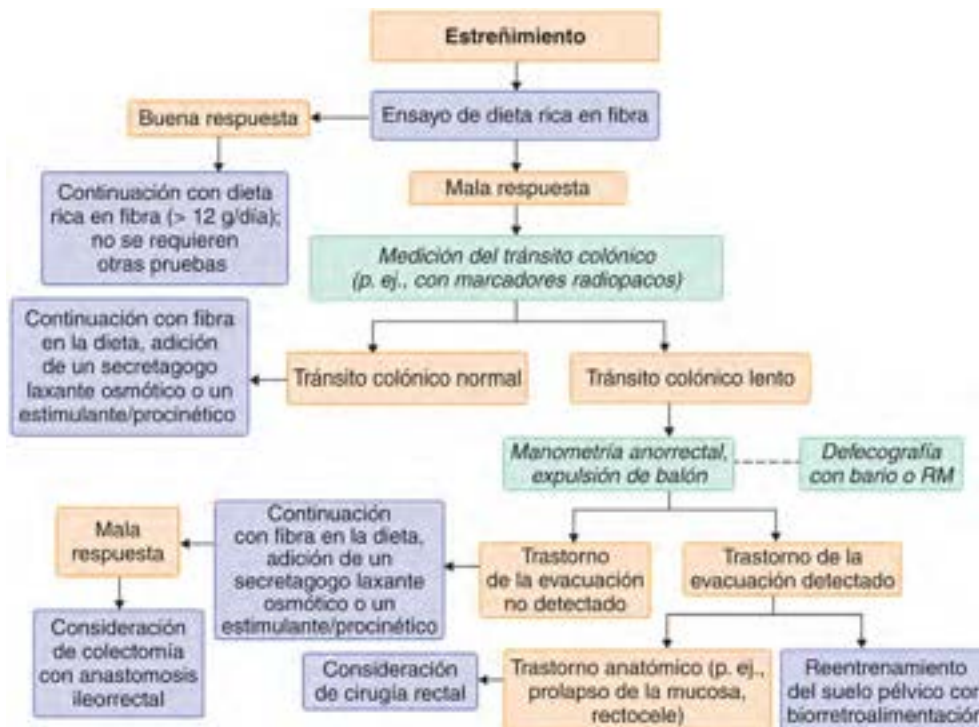 Estreñimiento
Ensayo de dieta rica en fibra
Buena respuesta
Continuación con dieta
rica en fibra (> 12 g/día);
no se requieren
otras pruebas
Mala respuesta
Medición del tránsito colónico
(p. ej., con marcadores radiopacos)
Continuación con fibra
en la dieta, adición
de un secretagogo
laxante osmótico o un
estimulante/procinético
Tránsito colónico normal
Tránsito colónico lento
Manometría anorrectal,
expulsión de balón
Defecografía
con bario o RM
Mala
respuesta
Continuación
con fibra en la dieta,
adición de un
secretagogo laxante
osmótico o un
estimulante/procinético
Trastorno
de la evacuación
no detectado
Trastorno de la
evacuación detectado
Consideración
de colectomía
con anastomosis
ileorrectal
Consideración
de cirugía rectal
Trastorno anatómico (p. ej.,
prolapso de la mucosa,
rectocele)
Reentrenamiento
del suelo pélvico con
biorretroalimentación